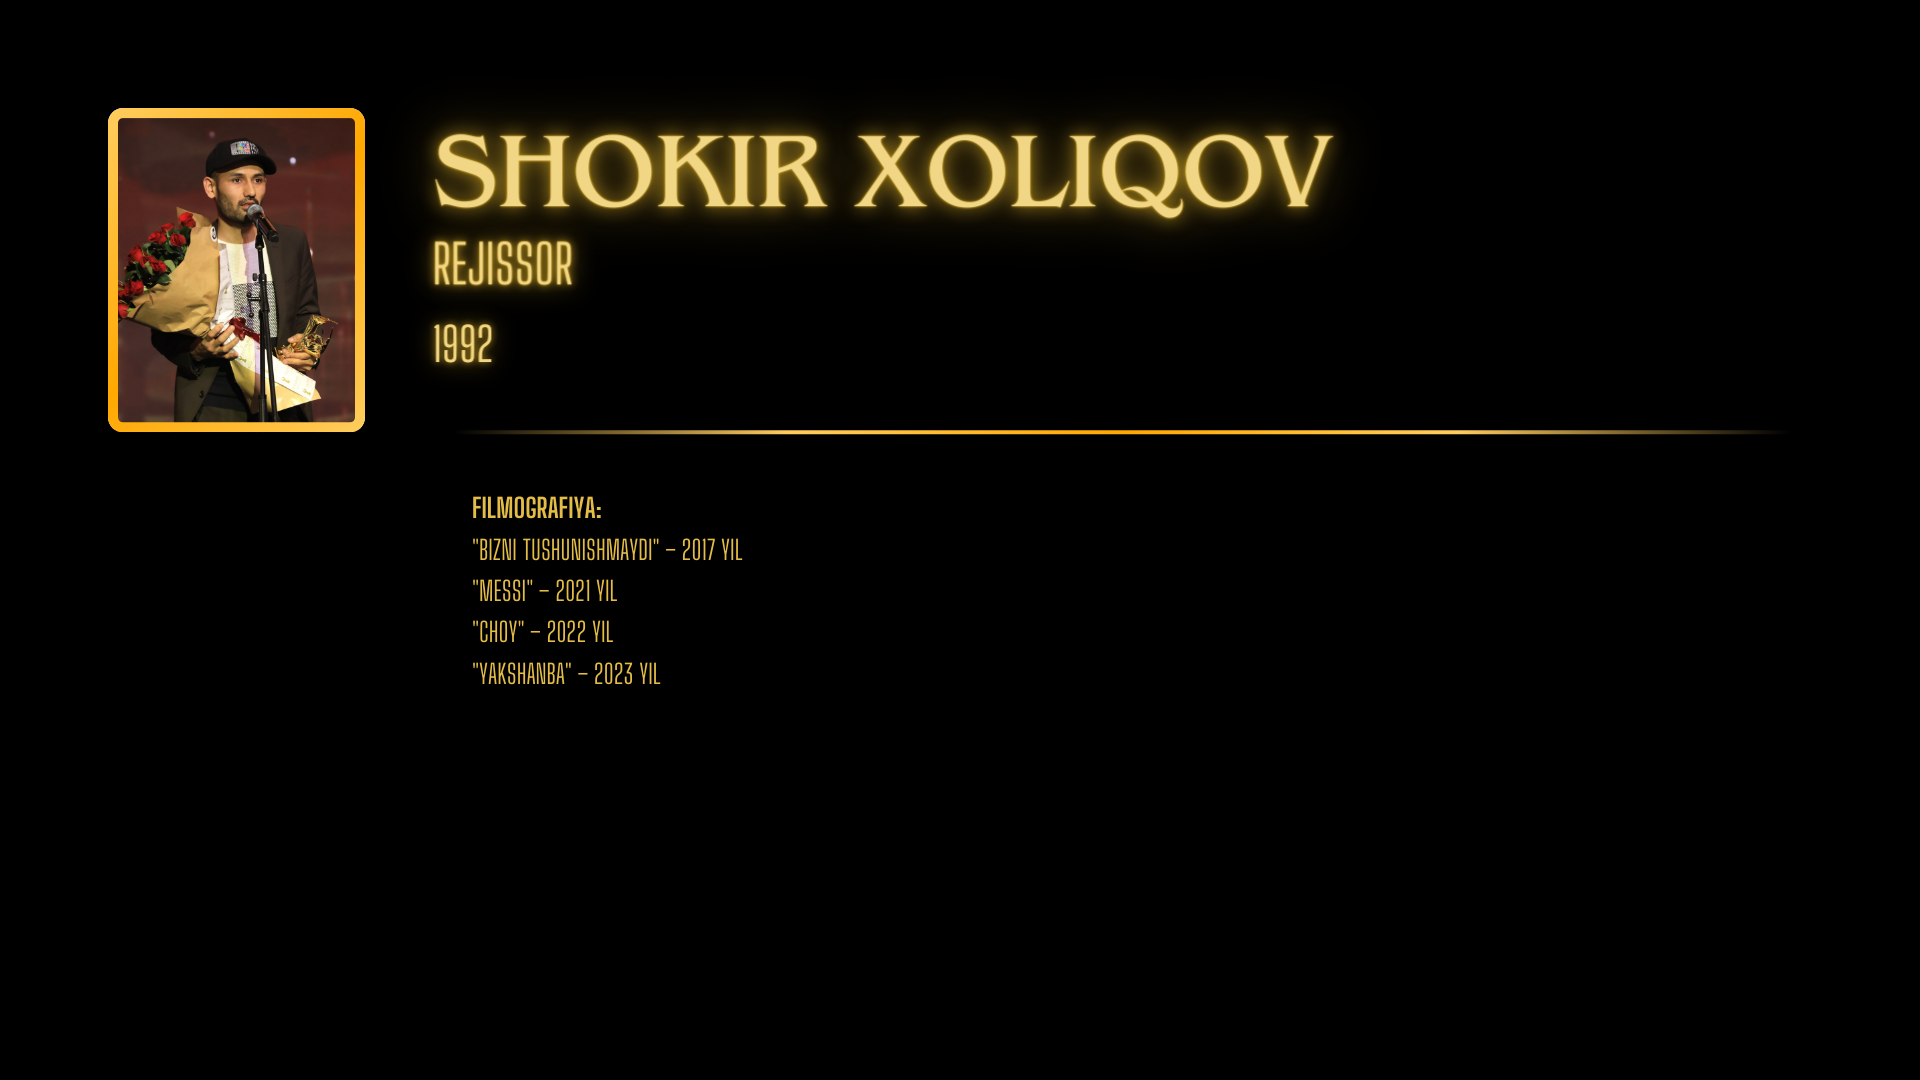 SHOKIR XOLIQOV
REJISSOR
1992
FILMOGRAFIYA:
"BIZNI TUSHUNISHMAYDI" – 2017 YIL
"MESSI" – 2021 YIL
"CHOY" – 2022 YIL
"YAKSHANBA" – 2023 YIL